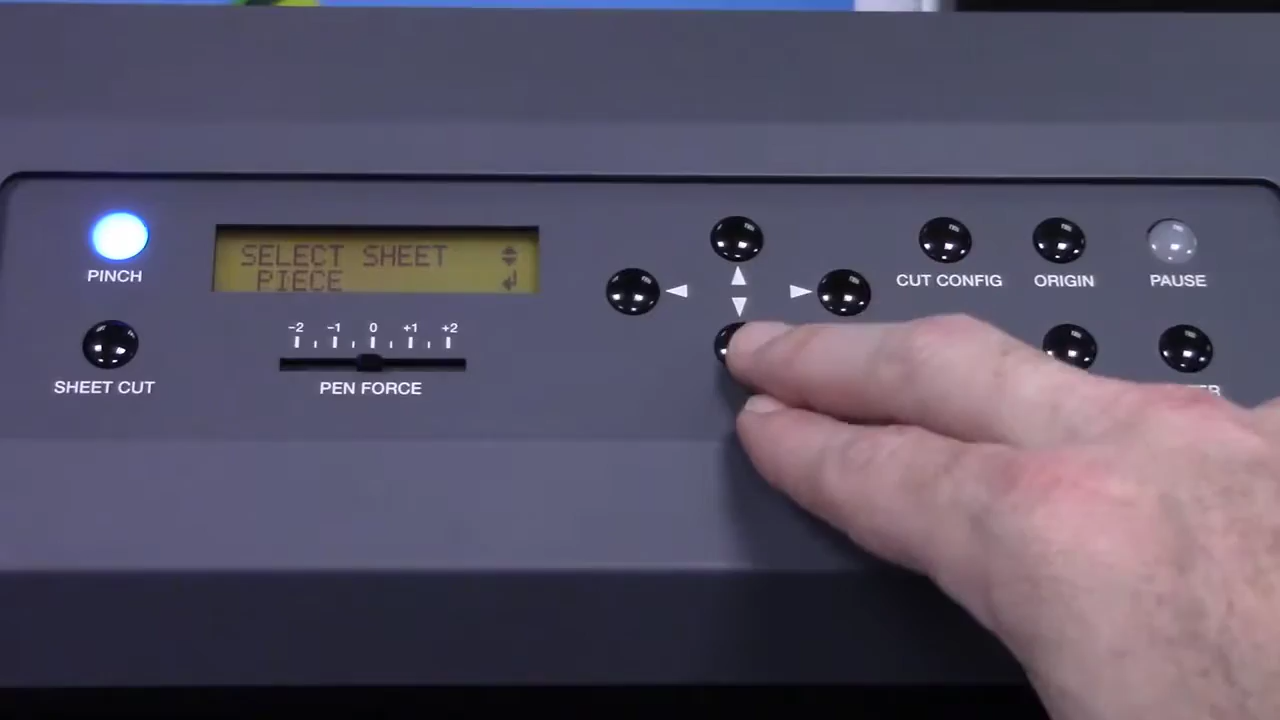 SELECT SHEET
PIECE
PINCH
SHEET CUT
-2 -1 0 +1 +2
PEN FORCE
CUT CONFIG
ORIGIN
PAUSE